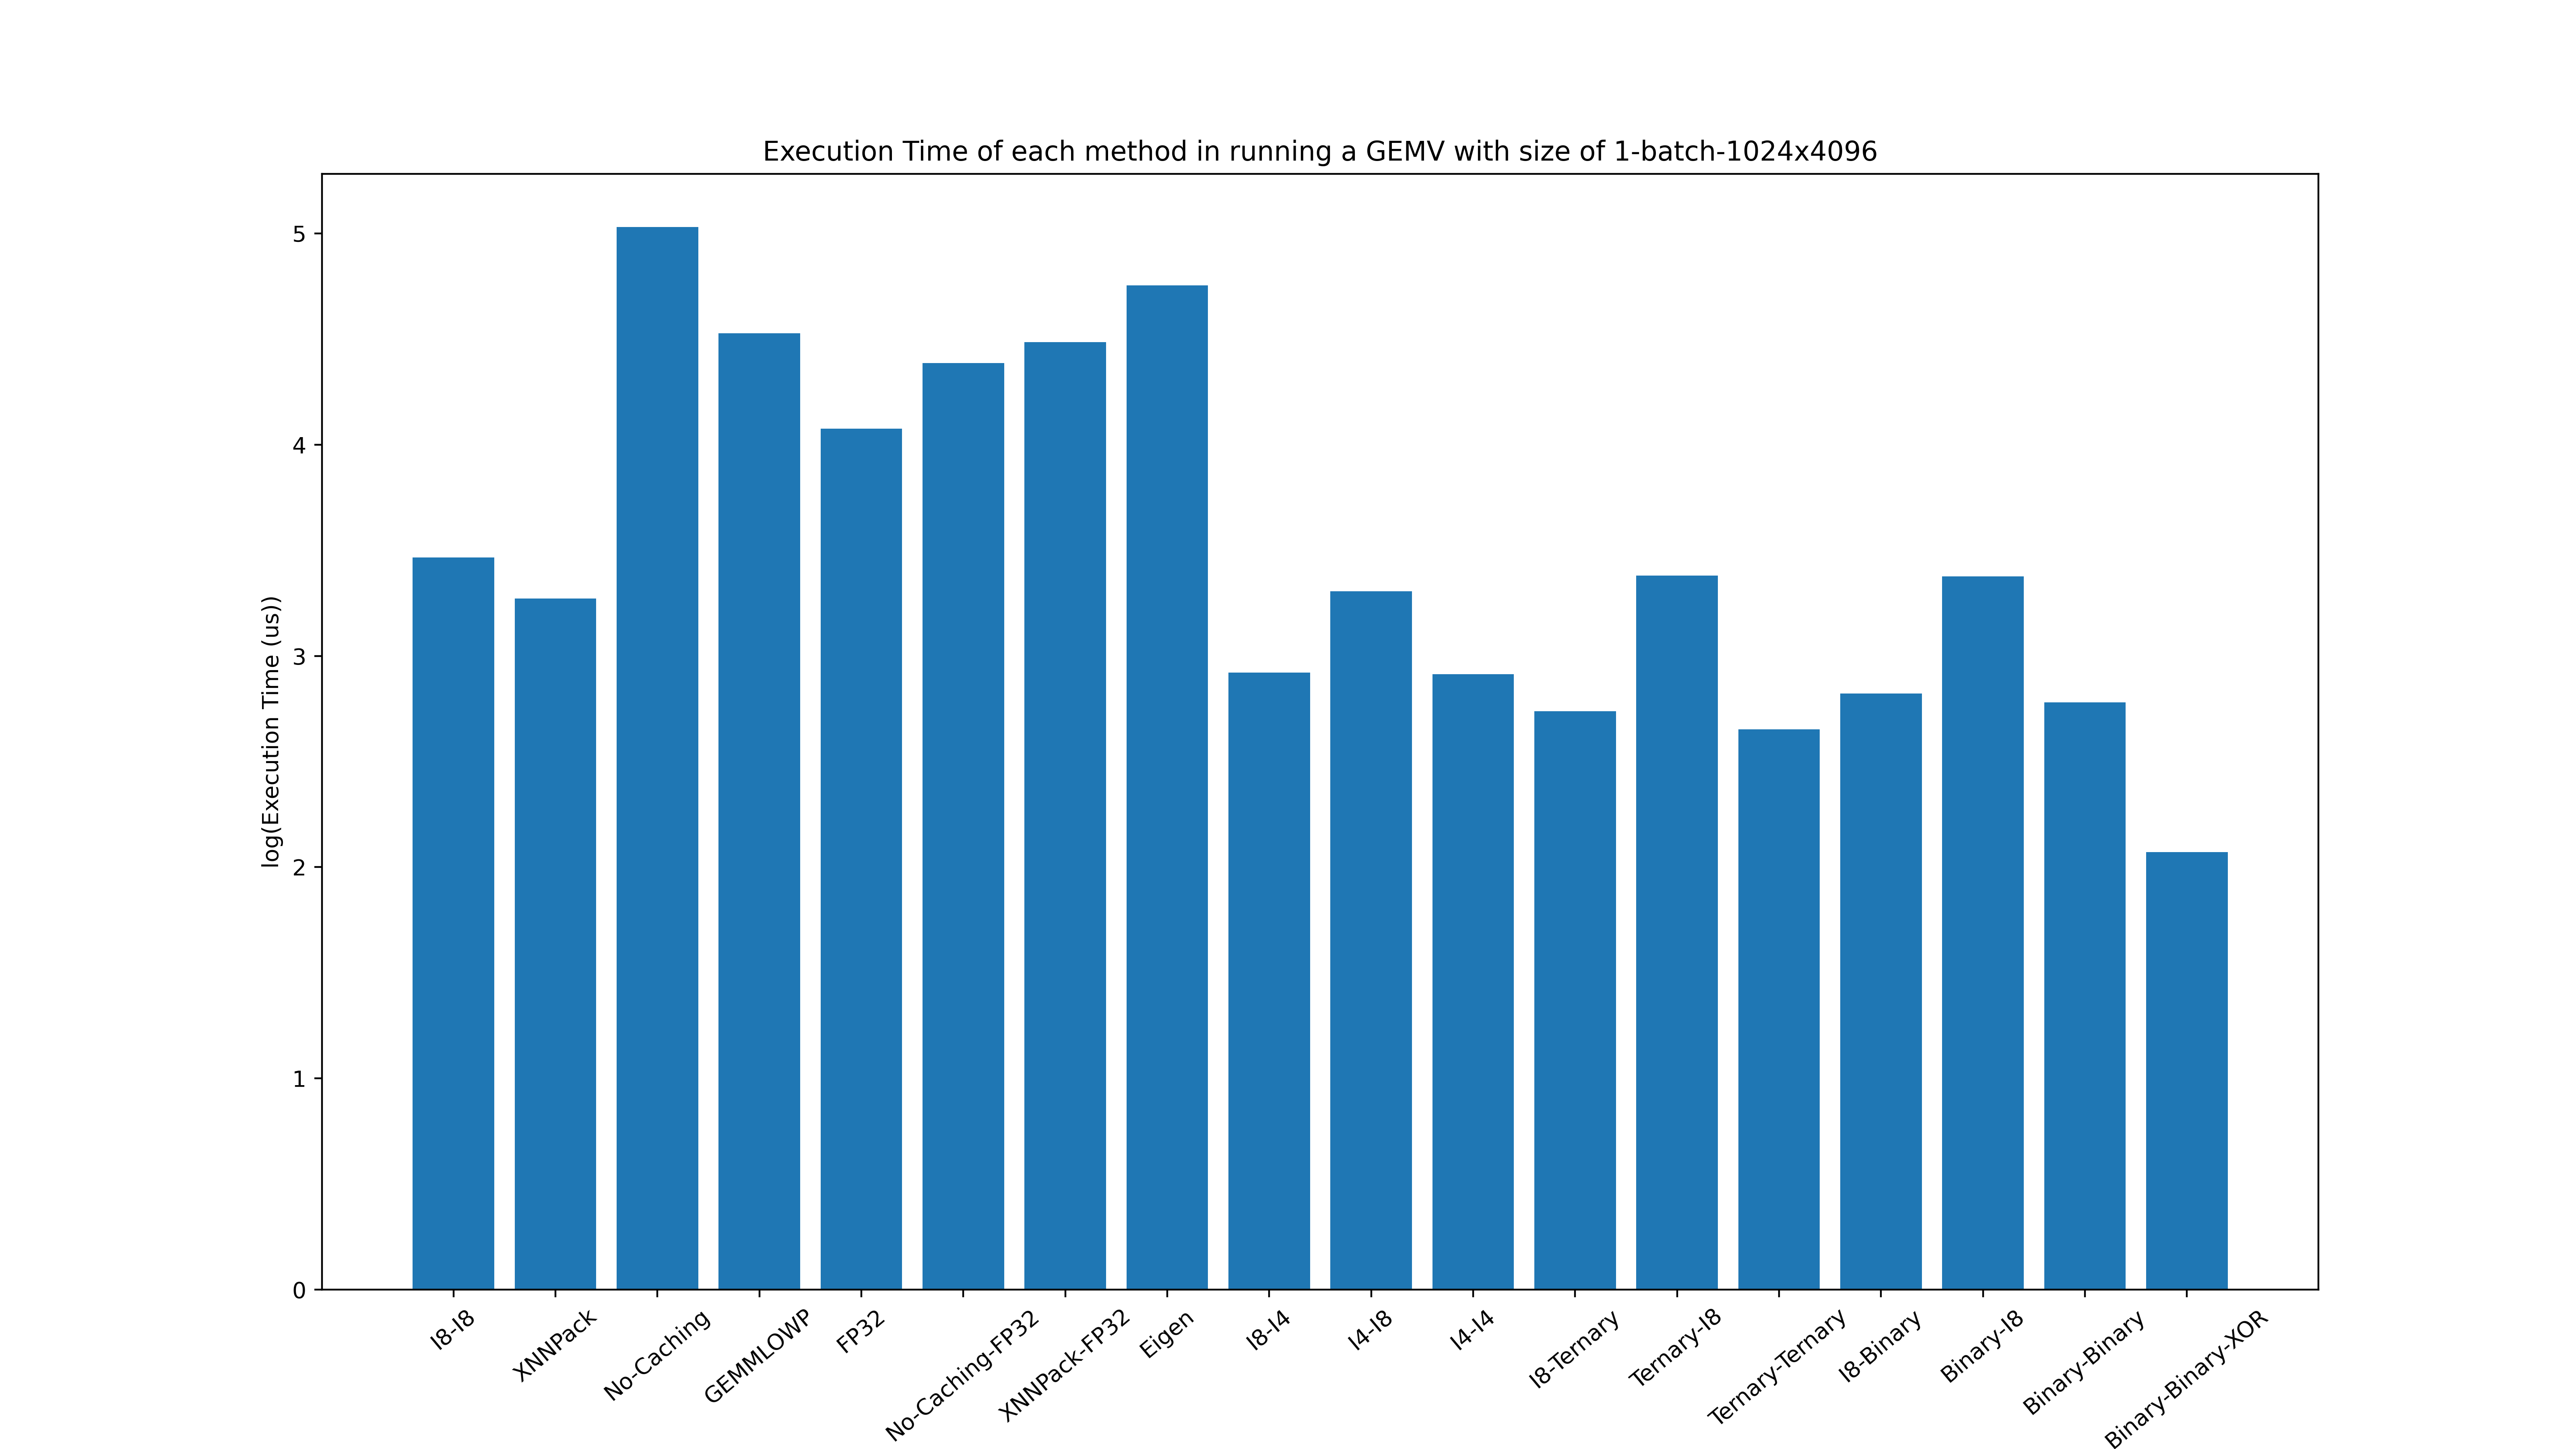 Execution Time of each method in running a GEMV with size of 1-batch-1024x4096
log(Execution Time (us))
5
4
3
2
1
0
I8-I8
XNNPack
No-Caching
GEMMLOWP
FP32
No-Caching-FP32
XNNPack-FP32
Eigen
I8-I4
I4-I8
I4-I4
I8-Ternary
Ternary-I8
Ternary-Ternary
I8-Binary
Binary-I8
Binary-Binary
Binary-Binary-XOR